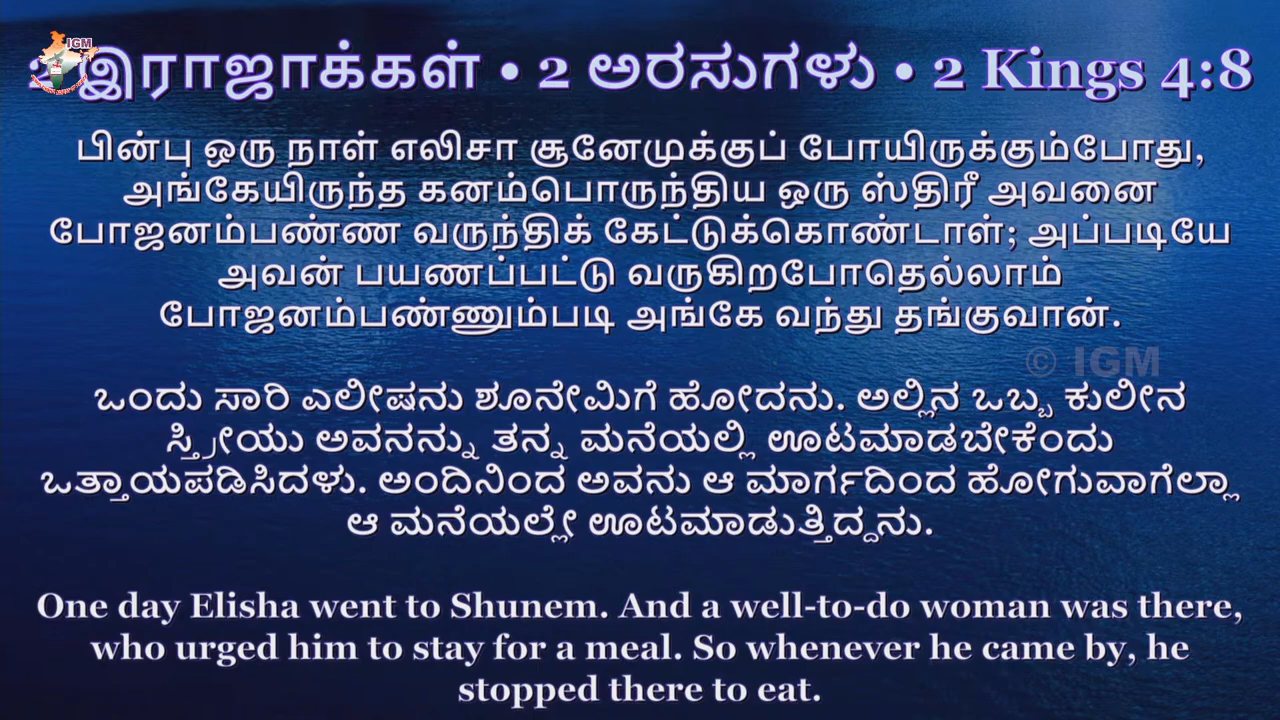 2 இராஜாக்கள் • 2 ಅರಸುಗಳು • 2 Kings 4:8
IGM
பின்பு ஒரு நாள் எலிசா சூனேமுக்குப் போயிருக்கும்போது,
அங்கேயிருந்த கனம்பொருந்திய ஒரு ஸ்திரீ அவனை
போஜனம்பண்ண வருந்திக் கேட்டுக்கொண்டாள்; அப்படியே
அவன் பயணப்பட்டு வருகிறபோதெல்லாம்
போஜனம்பண்ணும்படி அங்கே வந்து தங்குவான்.
© IGM
ಒಂದು ಸಾರಿ ಎಲೀಷನು ಶೂನೇಮಿಗೆ ಹೋದನು. ಅಲ್ಲಿನ ಒಬ್ಬ ಕುಲೀನ
ಸ್ತ್ರೀಯು ಅವನನ್ನು ತನ್ನ ಮನೆಯಲ್ಲಿ ಊಟಮಾಡಬೇಕೆಂದು
ಒತ್ತಾಯಪಡಿಸಿದಳು. ಅಂದಿನಿಂದ ಅವನು ಆ ಮಾರ್ಗದಿಂದ ಹೋಗುವಾಗೆಲ್ಲಾ
ಆ ಮನೆಯಲ್ಲೇ ಊಟಮಾಡುತ್ತಿದ್ದನು.
One day Elisha went to Shunem. And a well-to-do woman was there,
who urged him to stay for a meal. So whenever he came by, he
stopped there to eat.